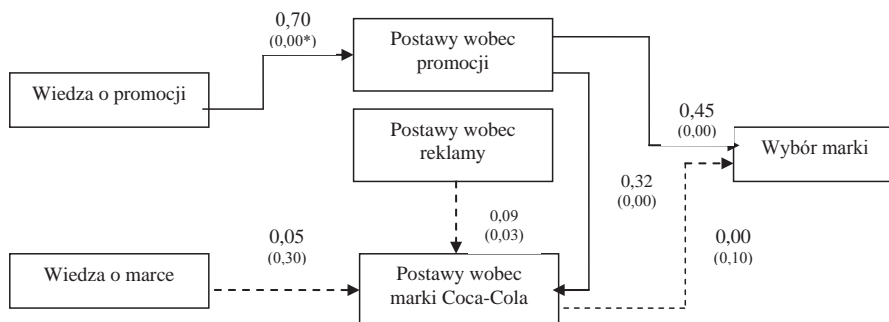 0,70
(0,00*)
Postawy wobec
promocji
Wiedza o promocji
0,45
(0,00)
Postawy wobec
reklamy
Wybór marki
0,32
(0,00)
0,09
(0,03)
0,05
(0,30)
0,00
(0,10)
Wiedza o marce
Postawy wobec
marki Coca-Cola